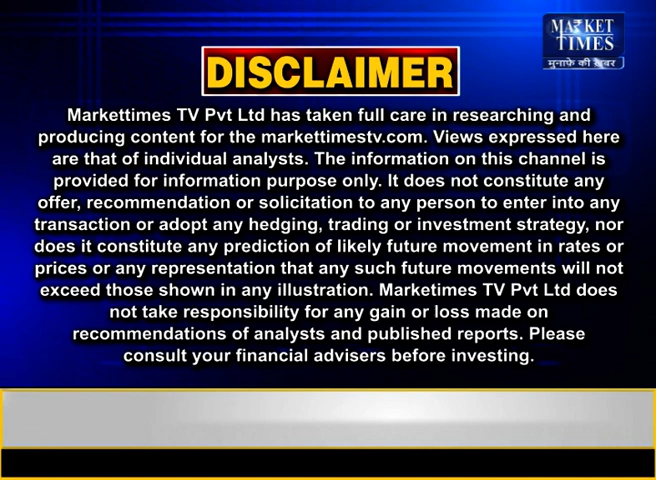 MARKET
TIMES
मुनाफे की खबर
DISCLAIMER
Markettimes TV Pvt Ltd has taken full care in researching and
producing content for the markettimestv.com. Views expressed here
are that of individual analysts. The information on this channel is
provided for information purpose only. It does not constitute any
offer, recommendation or solicitation to any person to enter into any
transaction or adopt any hedging, trading or investment strategy, nor
does it constitute any prediction of likely future movement in rates or
prices or any representation that any such future movements will not
exceed those shown in any illustration. Marketimes TV Pvt Ltd does
not take responsibility for any gain or loss made on
recommendations of analysts and published reports. Please
consult your financial advisers before investing.